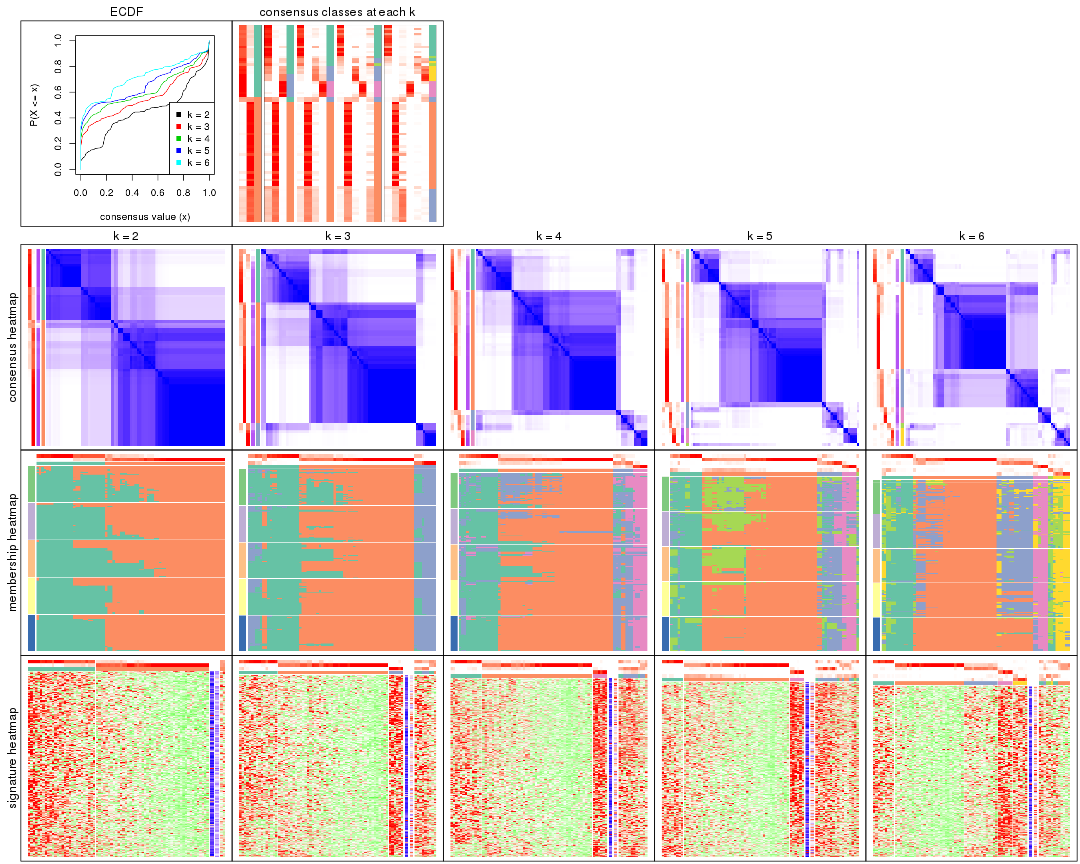 ECDF
consensus classes at each k
P(X <= x)
0.0 0.2 0.4 0.6 0.8 1.0
k = 2
k = 3
k = 4
k = 5
k = 6
0.0 0.2 0.4 0.6 0.8 1.0
consensus value (x)
k = 2
k = 3
k = 4
k = 5
k = 6
consensus heatmap
membership heatmap
signature heatmap